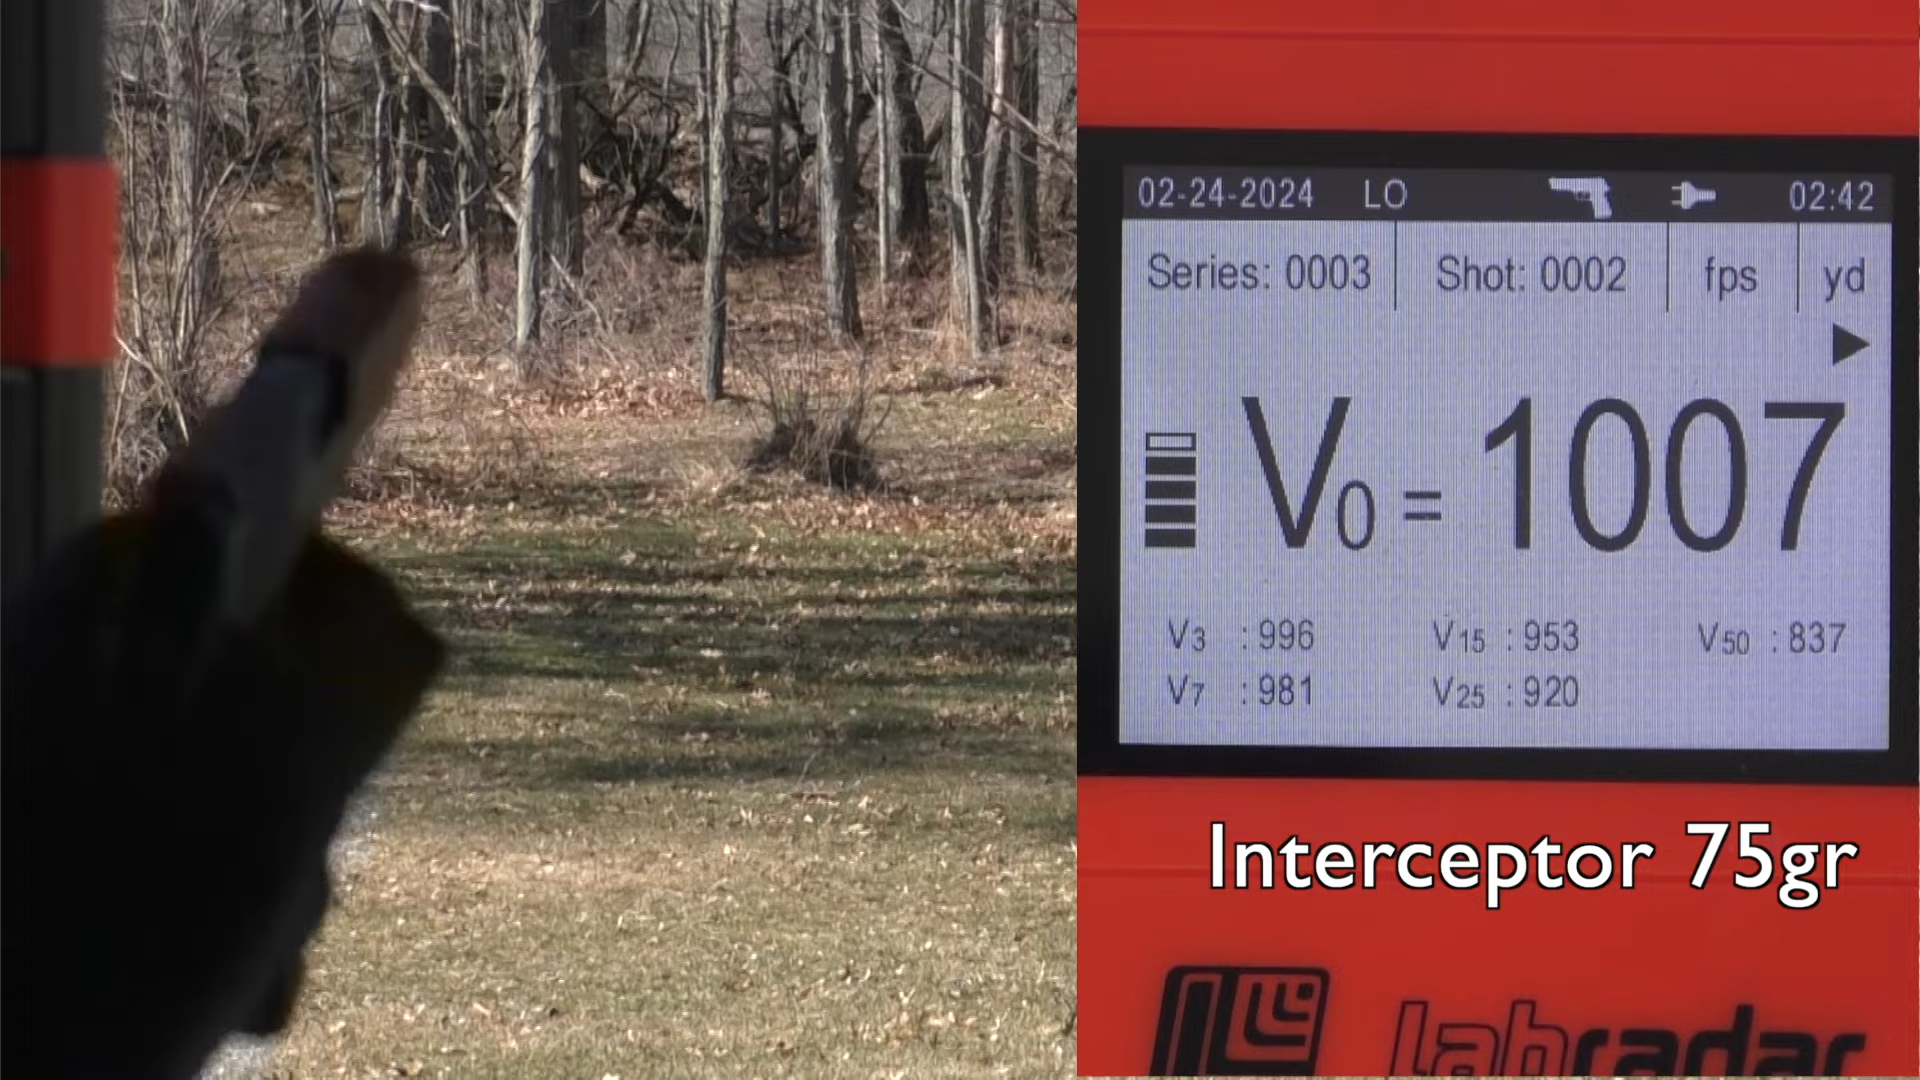 02-24-2024 LO 02:42
Series: 0003 Shot: 0002 fps yd
V0 = 1007
V3 : 996 V15 : 953 V50 : 837
V7 : 981 V25 : 920
Interceptor 75gr
Labradar